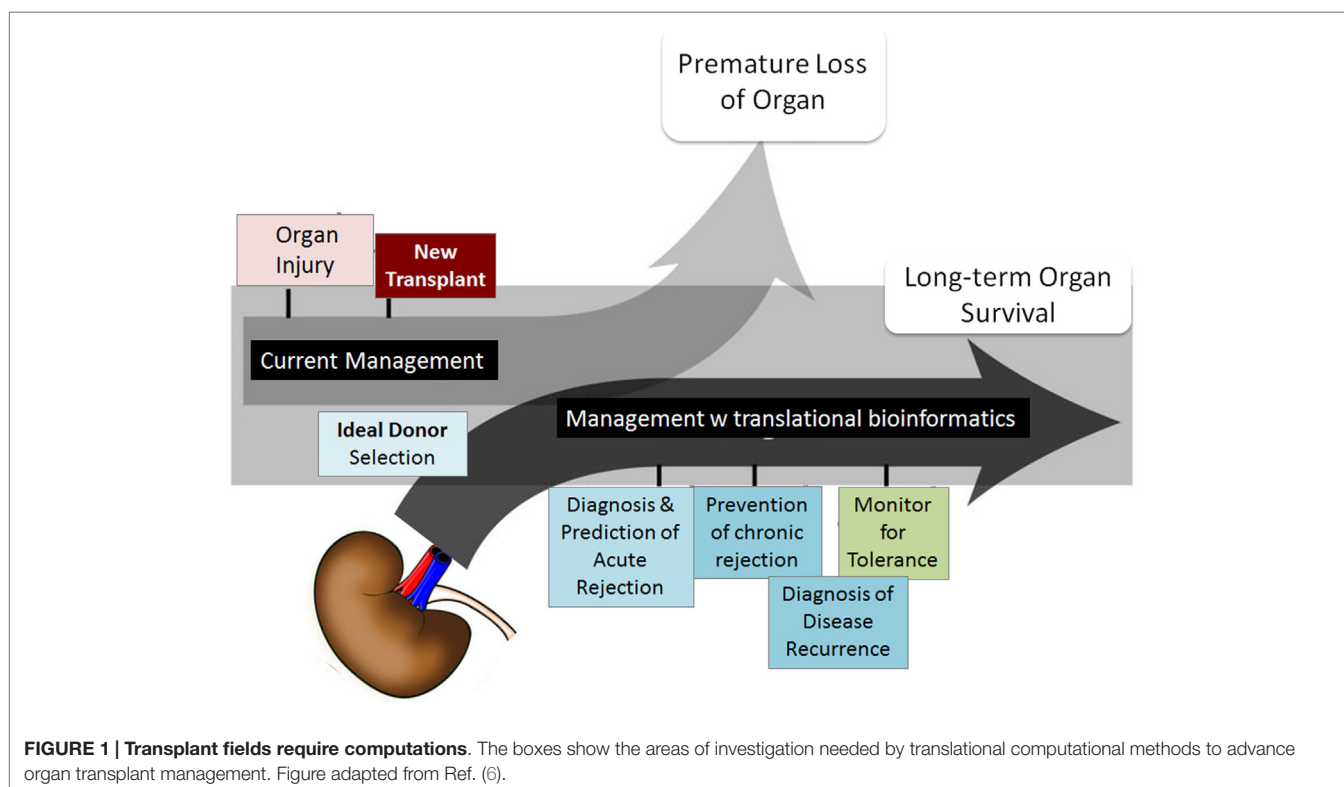 Premature Loss
of Organ
Organ
Injury
New
Transplant
Long-term Organ
Survival
Current Management
Management w translational bioinformatics
Ideal Donor
Selection
Diagnosis &
Prediction of
Acute
Rejection
Prevention
of chronic
rejection
Monitor
for
Tolerance
Diagnosis of
Disease
Recurrence
FIGURE 1 | Transplant fields require computations. The boxes show the areas of investigation needed by translational computational methods to advance
organ transplant management. Figure adapted from Ref. (6).